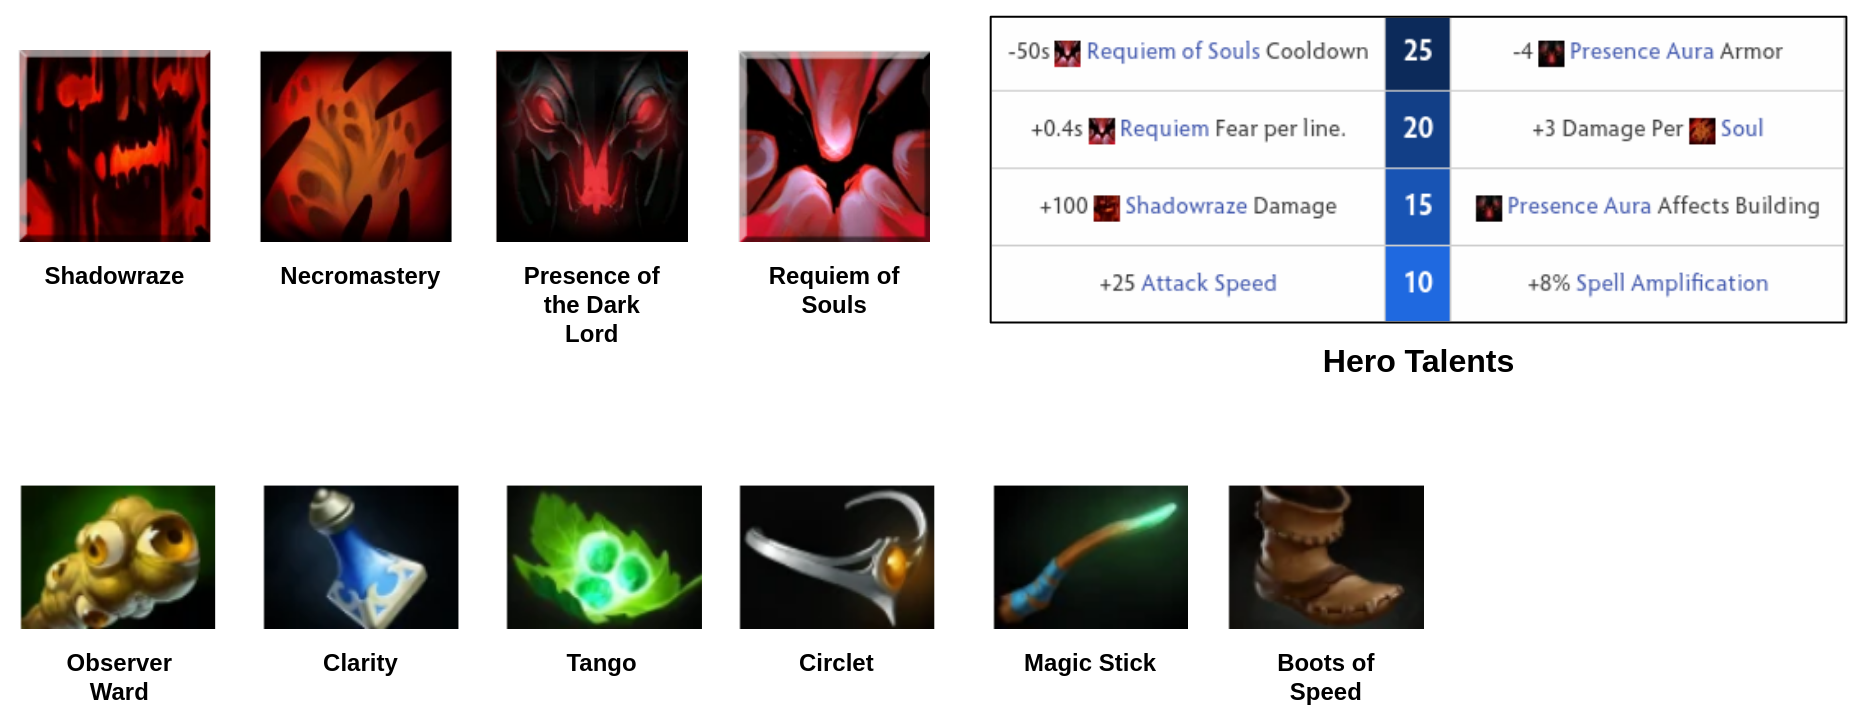 Shadowraze
Necromastery
Presence of
the Dark
Lord
Requiem of
Souls
-50s Requiem of Souls Cooldown
25
-4 Presence Aura Armor
+0.4s Requiem Fear per line.
20
+3 Damage Per Soul
+100 Shadowraze Damage
15
Presence Aura Affects Building
+25 Attack Speed
10
+8% Spell Amplification
Hero Talents
Observer
Ward
Clarity
Tango
Circlet
Magic Stick
Boots of
Speed